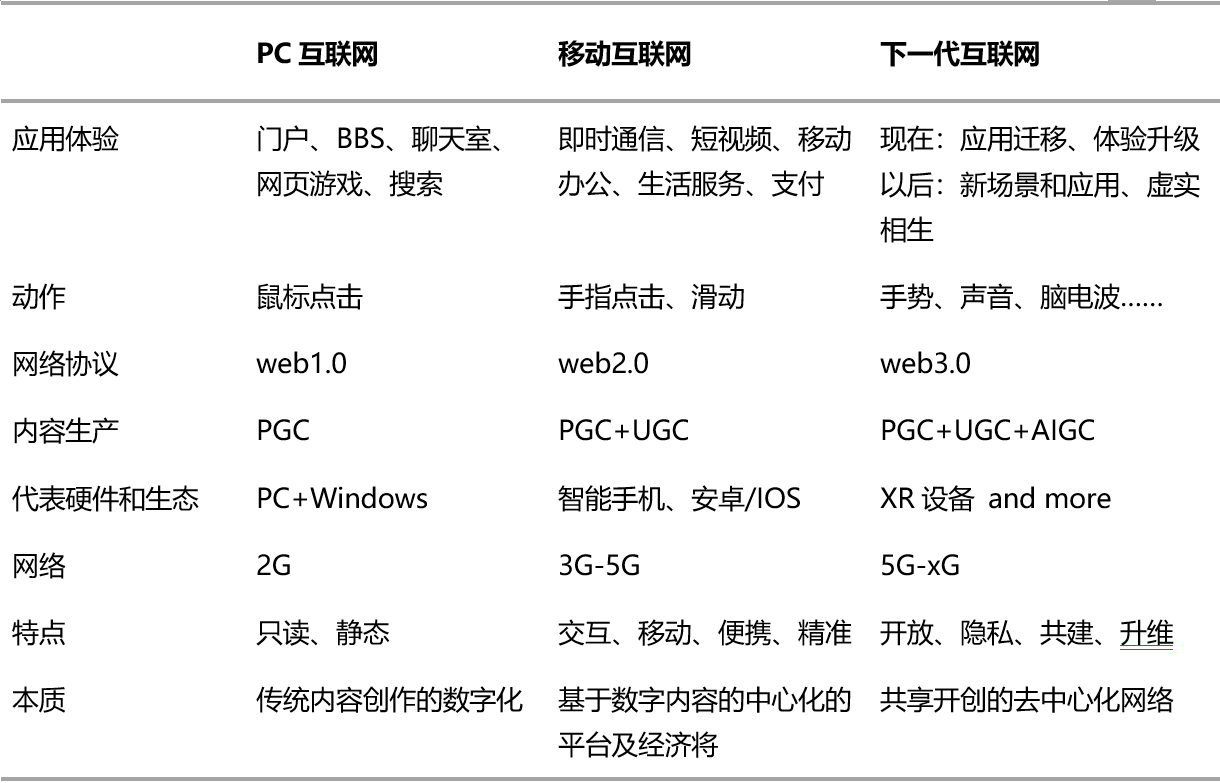 PC 互联网 移动互联网 下一代互联网
应用体验 门户、BBS、聊天室、 即时通信、短视频、移动 现在：应用迁移、体验升级
网页游戏、搜索 办公、生活服务、支付 以后：新场景和应用、虚实
相生
动作 鼠标点击 手指点击、滑动 手势、声音、脑电波……
网络协议 web1.0 web2.0 web3.0
内容生产 PGC PGC+UGC PGC+UGC+AIGC
代表硬件和生态 PC+Windows 智能手机、安卓/IOS XR 设备 and more
网络 2G 3G-5G 5G-xG
特点 只读、静态 交互、移动、便携、精准 开放、隐私、共建、升维
本质 传统内容创作的数字化 基于数字内容的中心化的 共享开创的去中心化网络
平台及经济将